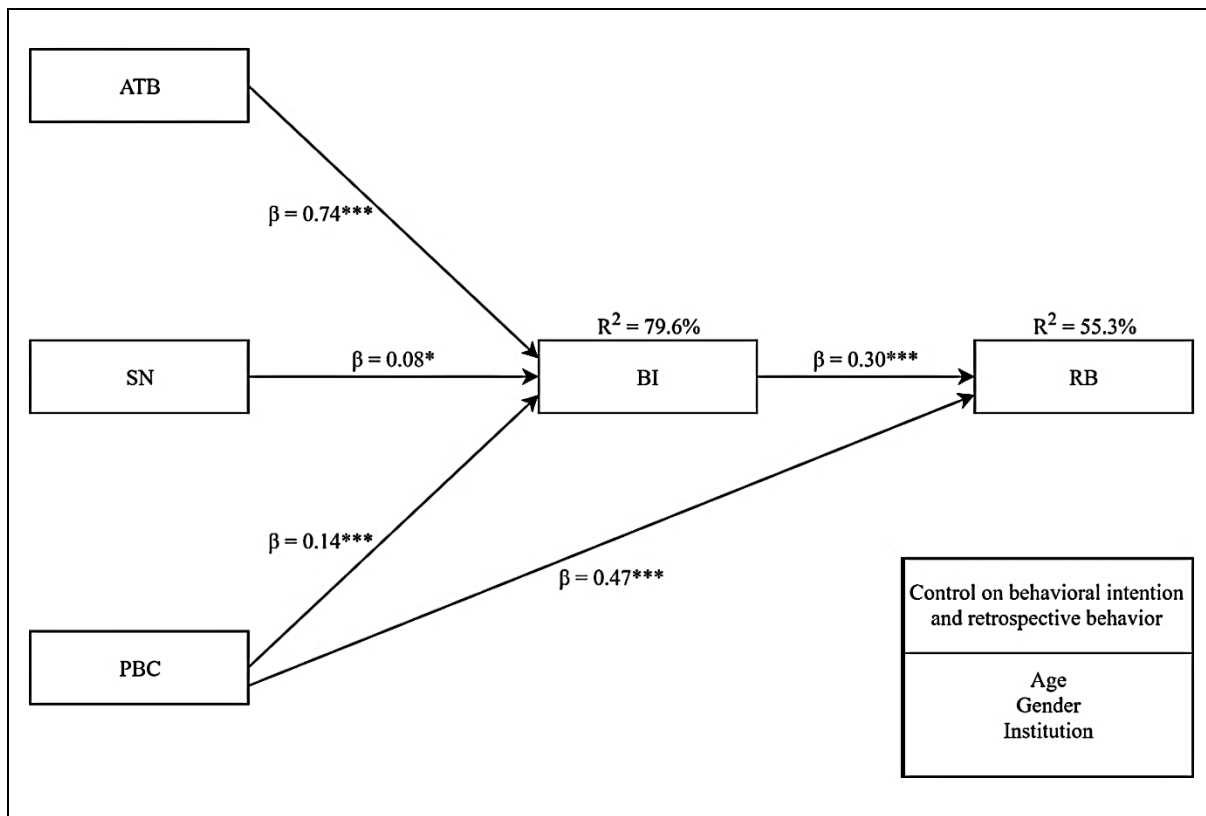 ATB
β = 0.74***
R² = 79.6%
R² = 55.3%
SN
β = 0.08*
BI
β = 0.30***
RB
β = 0.14***
β = 0.47***
PBC
Control on behavioral intention
and retrospective behavior
Age
Gender
Institution